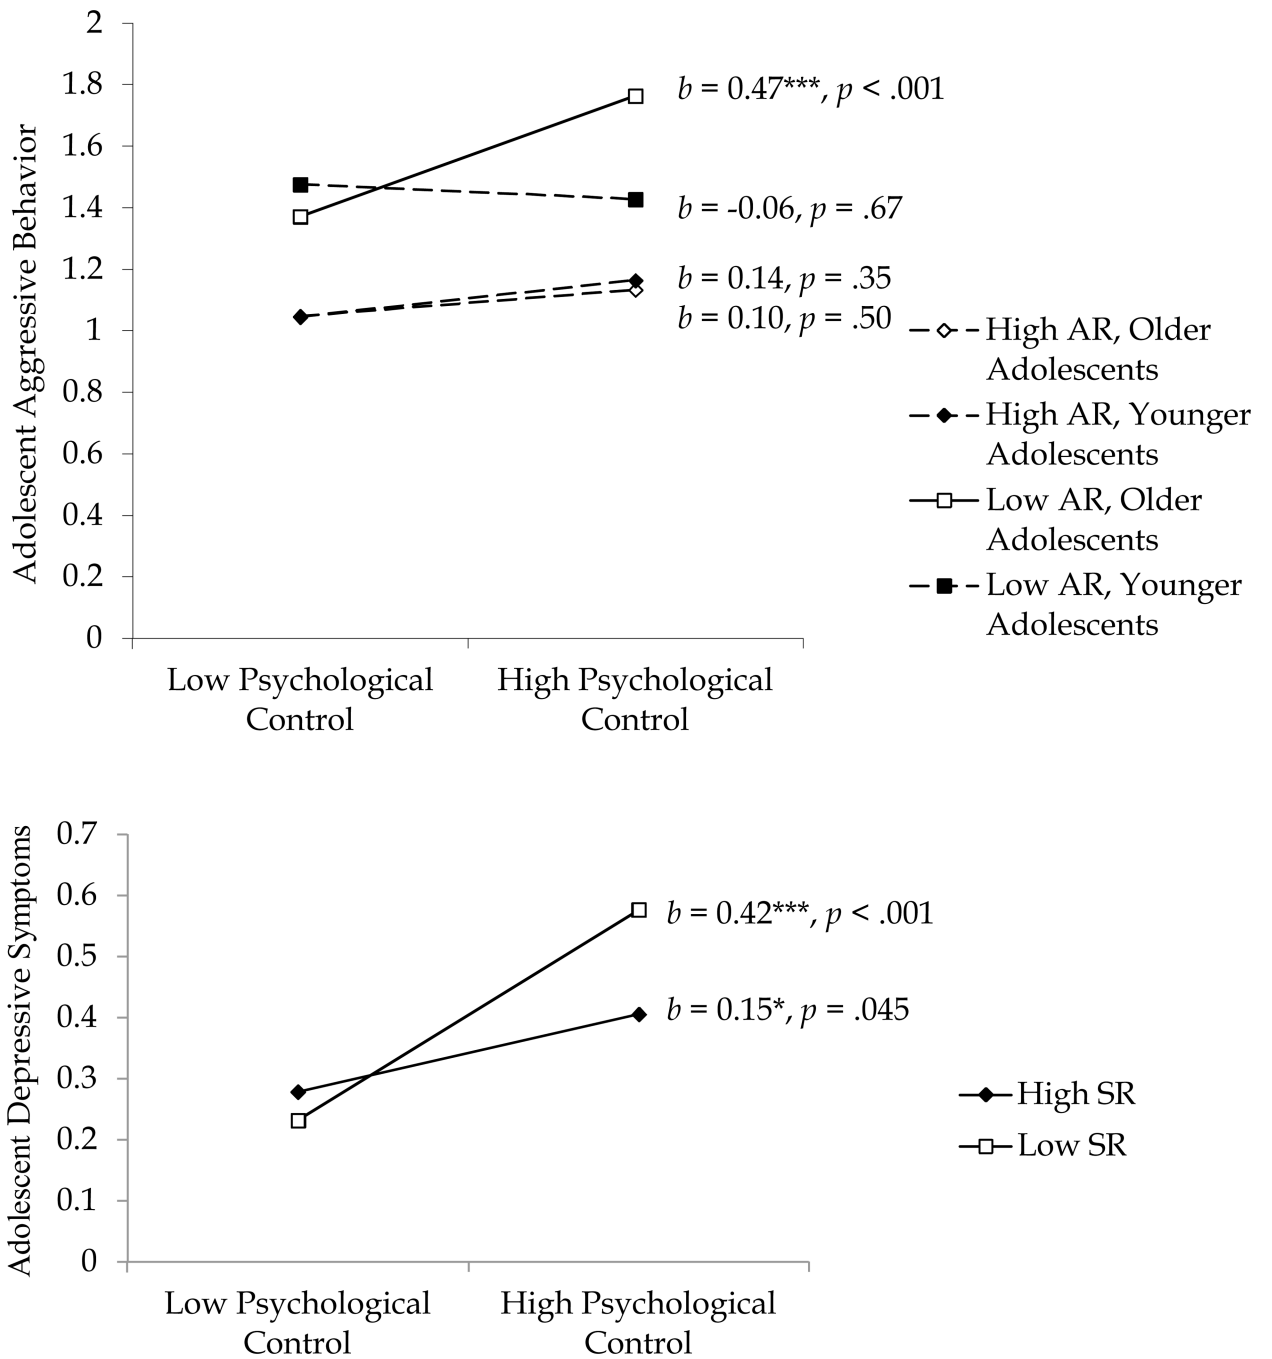 2
1.8
1.6
1.4
1.2
1
0.8
0.6
0.4
0.2
0
Adolescent Aggressive Behavior
b = 0.47***, p < .001
b = -0.06, p = .67
b = 0.14, p = .35
b = 0.10, p = .50
High AR, Older
Adolescents
High AR, Younger
Adolescents
Low AR, Older
Adolescents
Low AR, Younger
Adolescents
Low Psychological
Control
High Psychological
Control
0.7
0.6
0.5
0.4
0.3
0.2
0.1
0
Adolescent Depressive Symptoms
b = 0.42***, p < .001
b = 0.15*, p = .045
High SR
Low SR
Low Psychological
Control
High Psychological
Control